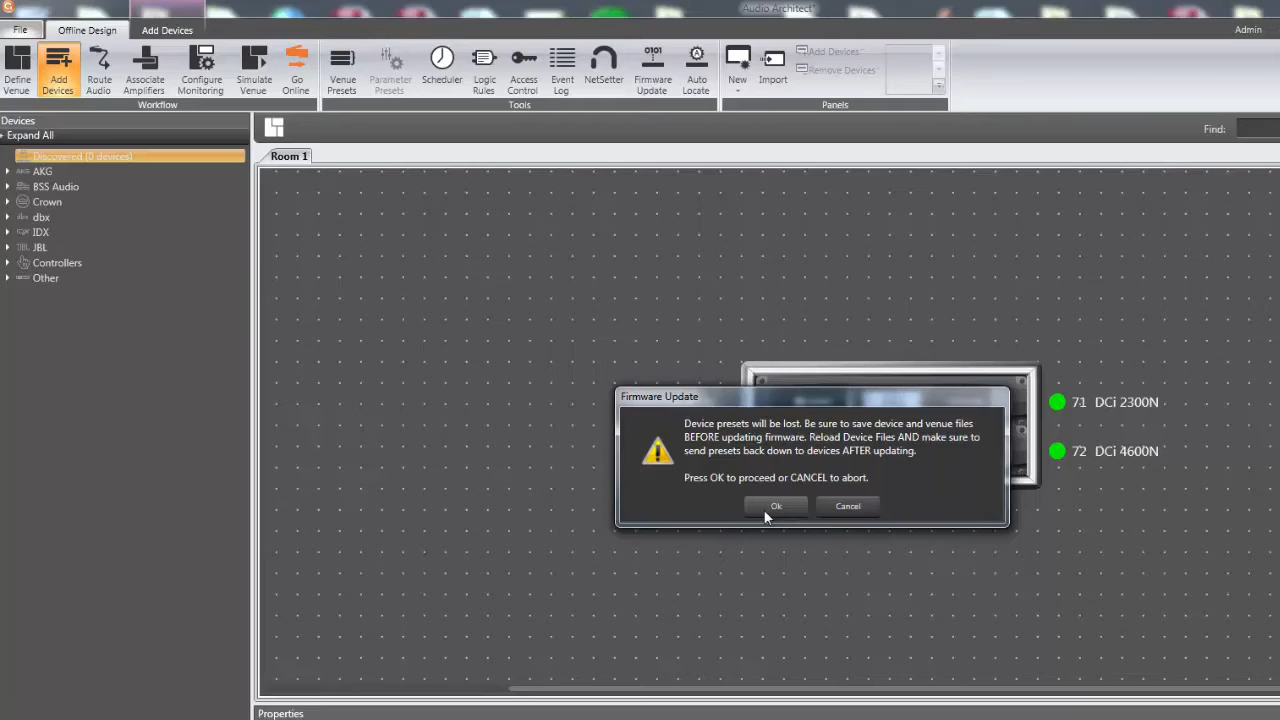 Audio Architect*
File
Offline Design
Add Devices
Admin
Define Venue
Add Devices
Route Audio
Associate Amplifiers
Configure Monitoring
Simulate Venue
Go Online
Venue Presets
Parameter Presets
Scheduler
Logic Rules
Access Control
Event Log
NetSetter
Firmware Update
Auto Locate
New
Import
Add Devices
Remove Devices
Workflow
Tools
Panels
Devices
Expand All
Find:
Discovered (0 devices)
Room 1
AKG AKG
BSS Audio
Crown
dbx dbx
IDX
JBL JBL
Controllers
Other
Firmware Update
71 DCi 2300N
72 DCi 4600N
Device presets will be lost. Be sure to save device and venue files
BEFORE updating firmware. Reload Device Files AND make sure to
send presets back down to devices AFTER updating.
Press OK to proceed or CANCEL to abort.
Ok
Cancel
Properties